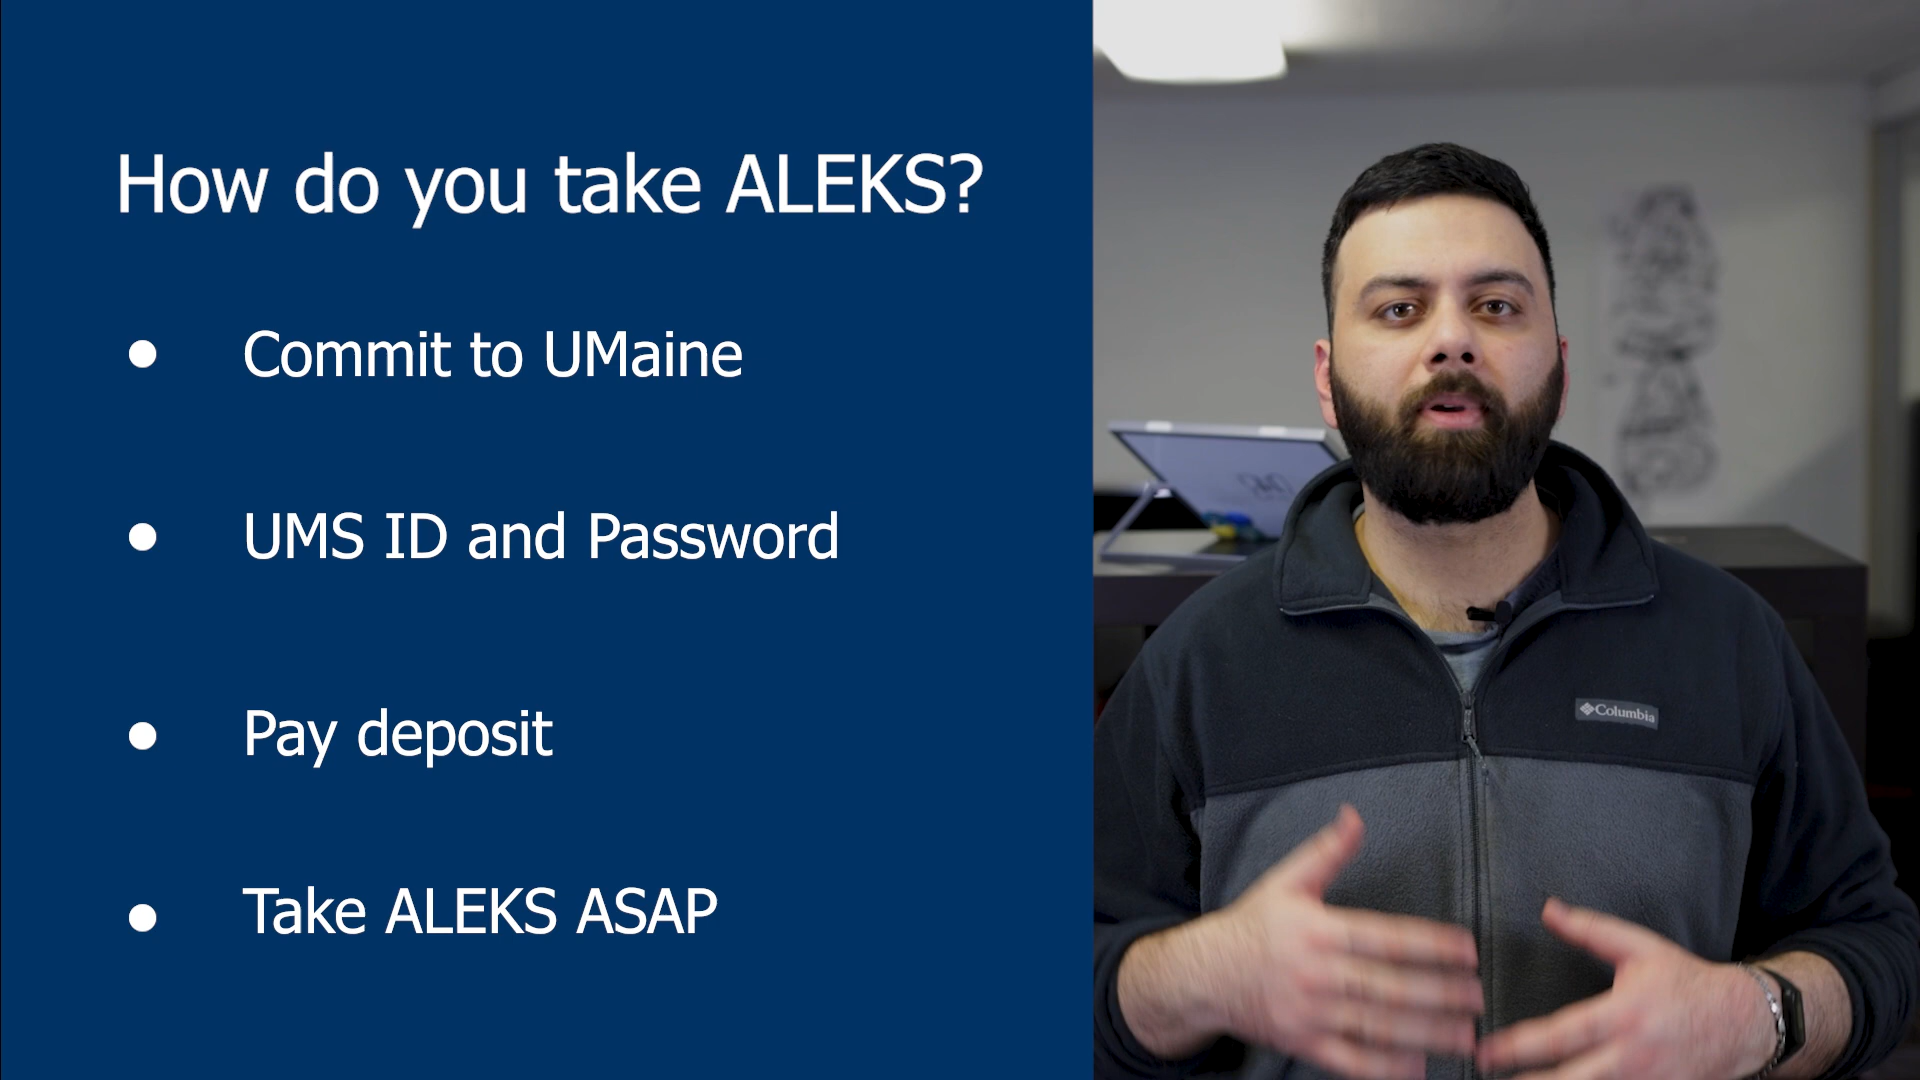 How do you take ALEKS?
Commit to UMaine
UMS ID and Password
Pay deposit
Take ALEKS ASAP
Columbia